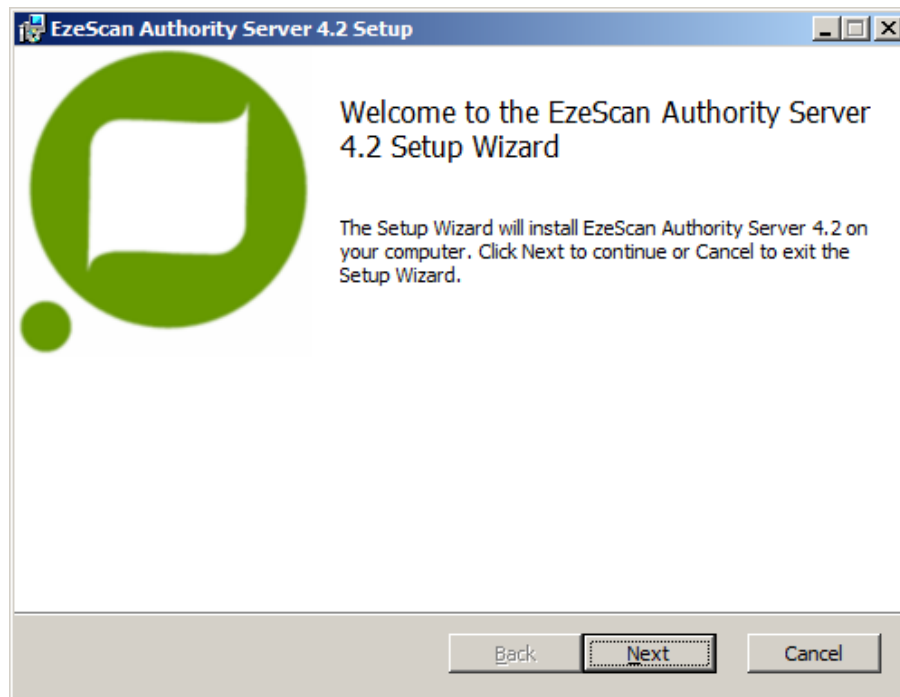 EzeScan Authority Server 4.2 Setup
Welcome to the EzeScan Authority Server
4.2 Setup Wizard
The Setup Wizard will install EzeScan Authority Server 4.2 on
your computer. Click Next to continue or Cancel to exit the
Setup Wizard.
Back Next Cancel